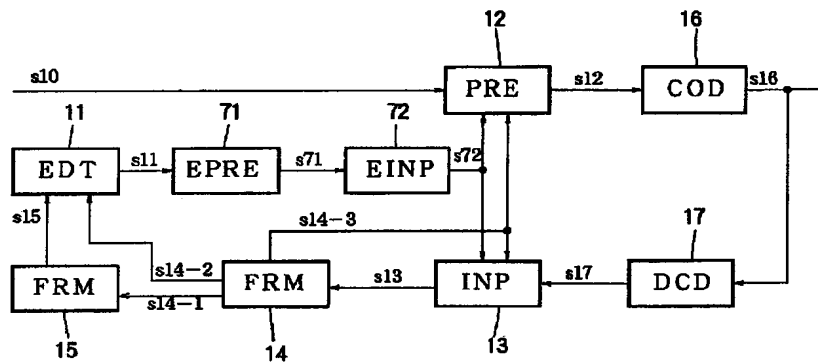 12
16
s10
PRE
s12
COD
s16
11
71
72
EDT
s11
EPRE
s71
EINP
s72
s15
s14-3
17
s14-2
FRM
s14-1
FRM
s13
INP
s17
DCD
15
14
13